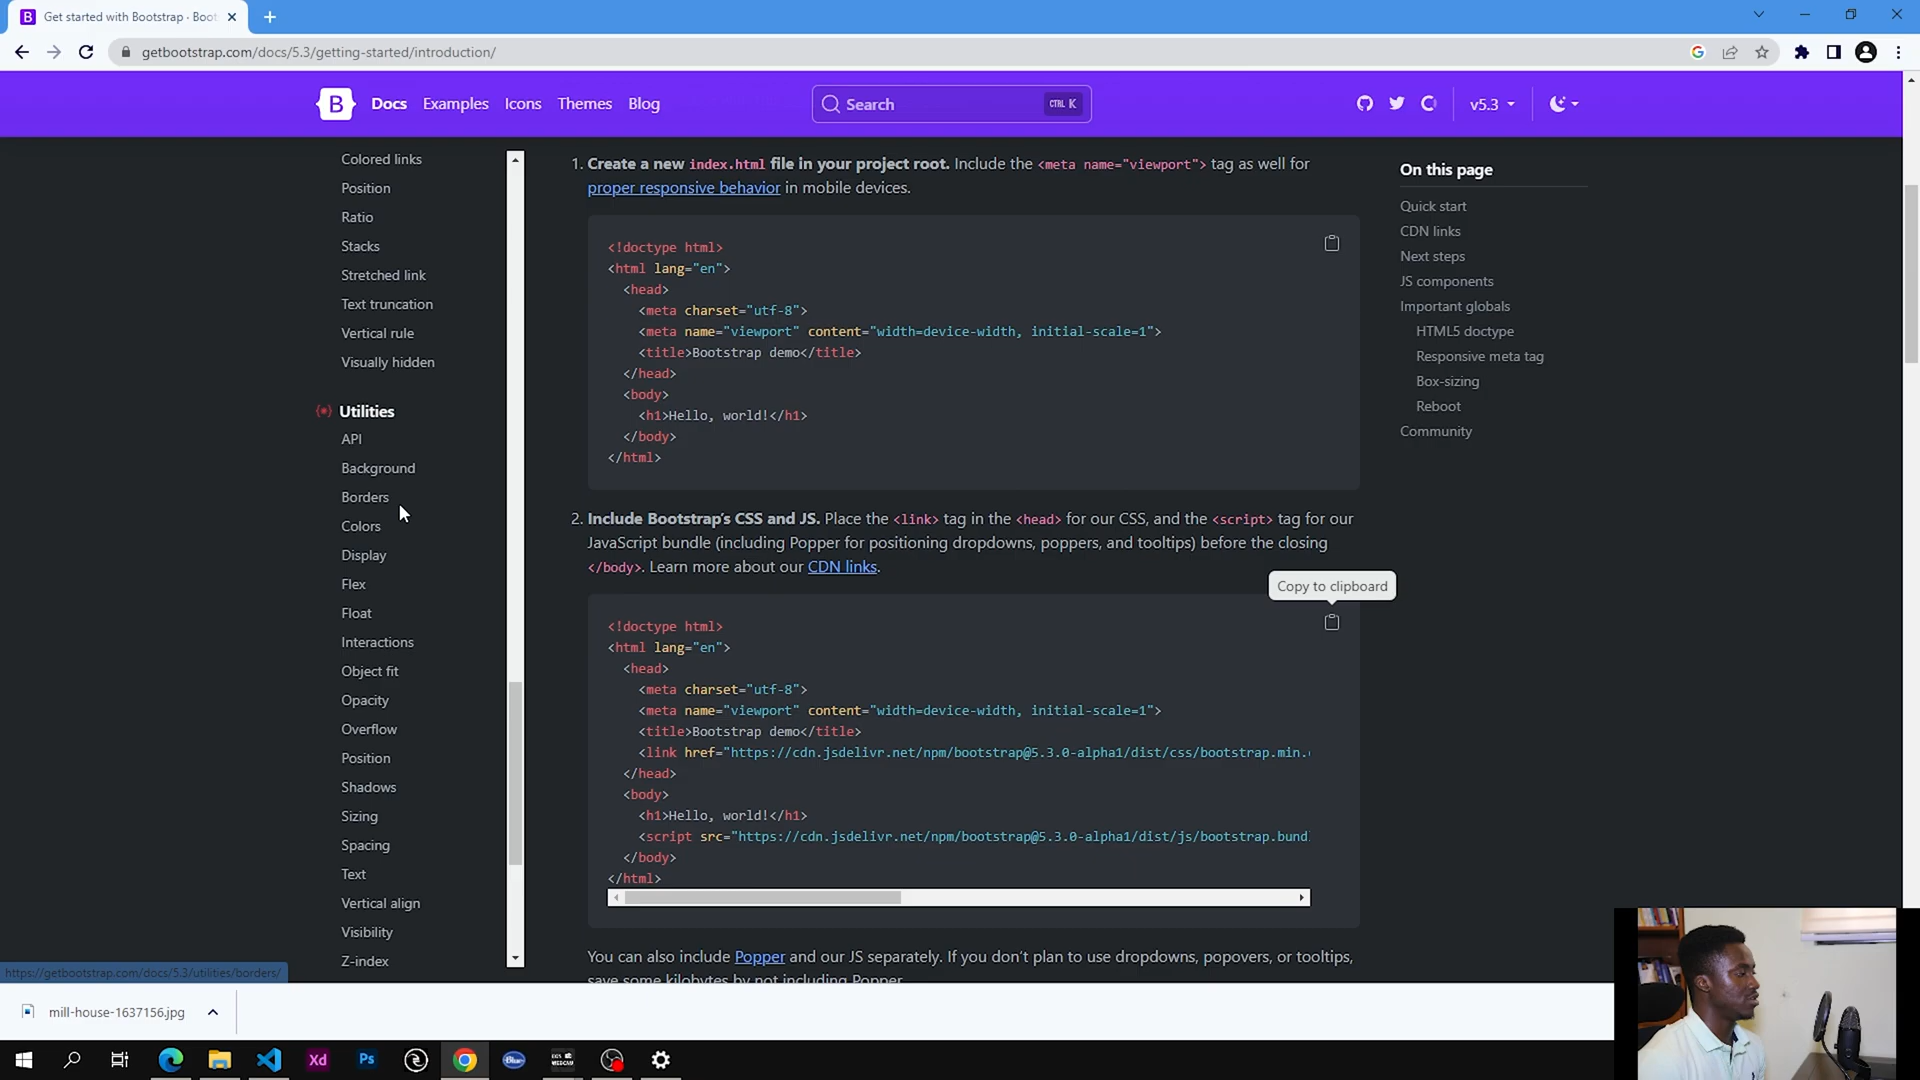 Get started with Bootstrap · Boot
getbootstrap.com/docs/5.3/getting-started/introduction/
B
Docs
Examples
Icons
Themes
Blog
Search
CTRL K
v5.3
Colored links
Position
Ratio
Stacks
Stretched link
Text truncation
Vertical rule
Visually hidden
Utilities
API
Background
Borders
Colors
Display
Flex
Float
Interactions
Object fit
Opacity
Overflow
Position
Shadows
Sizing
Spacing
Text
Vertical align
Visibility
Z-index
1. Create a new index.html file in your project root. Include the <meta name="viewport"> tag as well for
proper responsive behavior in mobile devices.
<!doctype html>
<html lang="en">
<head>
<meta charset="utf-8">
<meta name="viewport" content="width=device-width, initial-scale=1">
<title>Bootstrap demo</title>
</head>
<body>
<h1>Hello, world!</h1>
</body>
</html>
2. Include Bootstrap's CSS and JS. Place the <link> tag in the <head> for our CSS, and the <script> tag for our
JavaScript bundle (including Popper for positioning dropdowns, poppers, and tooltips) before the closing
</body>. Learn more about our CDN links.
Copy to clipboard
<!doctype html>
<html lang="en">
<head>
<meta charset="utf-8">
<meta name="viewport" content="width=device-width, initial-scale=1">
<title>Bootstrap demo</title>
<link href="https://cdn.jsdelivr.net/npm/bootstrap@5.3.0-alpha1/dist/css/bootstrap.min.
</head>
<body>
<h1>Hello, world!</h1>
<script src="https://cdn.jsdelivr.net/npm/bootstrap@5.3.0-alpha1/dist/js/bootstrap.bund
</body>
</html>
You can also include Popper and our JS separately. If you don't plan to use dropdowns, popovers, or tooltips,
save some kilobytes by not including Popper.
On this page
Quick start
CDN links
Next steps
JS components
Important globals
HTML5 doctype
Responsive meta tag
Box-sizing
Reboot
Community
https://getbootstrap.com/docs/5.3/utilities/borders/
mill-house-1637156.jpg
Xd
Ps